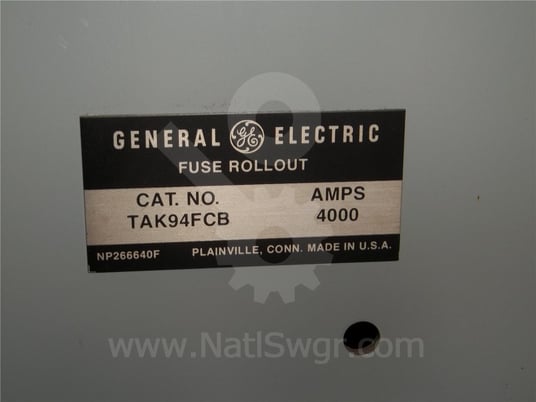 GENERAL GE ELECTRIC
FUSE ROLLOUT
CAT. NO. AMPS
TAK94FCB 4000
NP266640F PLAINVILLE, CONN. MADE IN U.S.A.
www.NatlSwgr.com